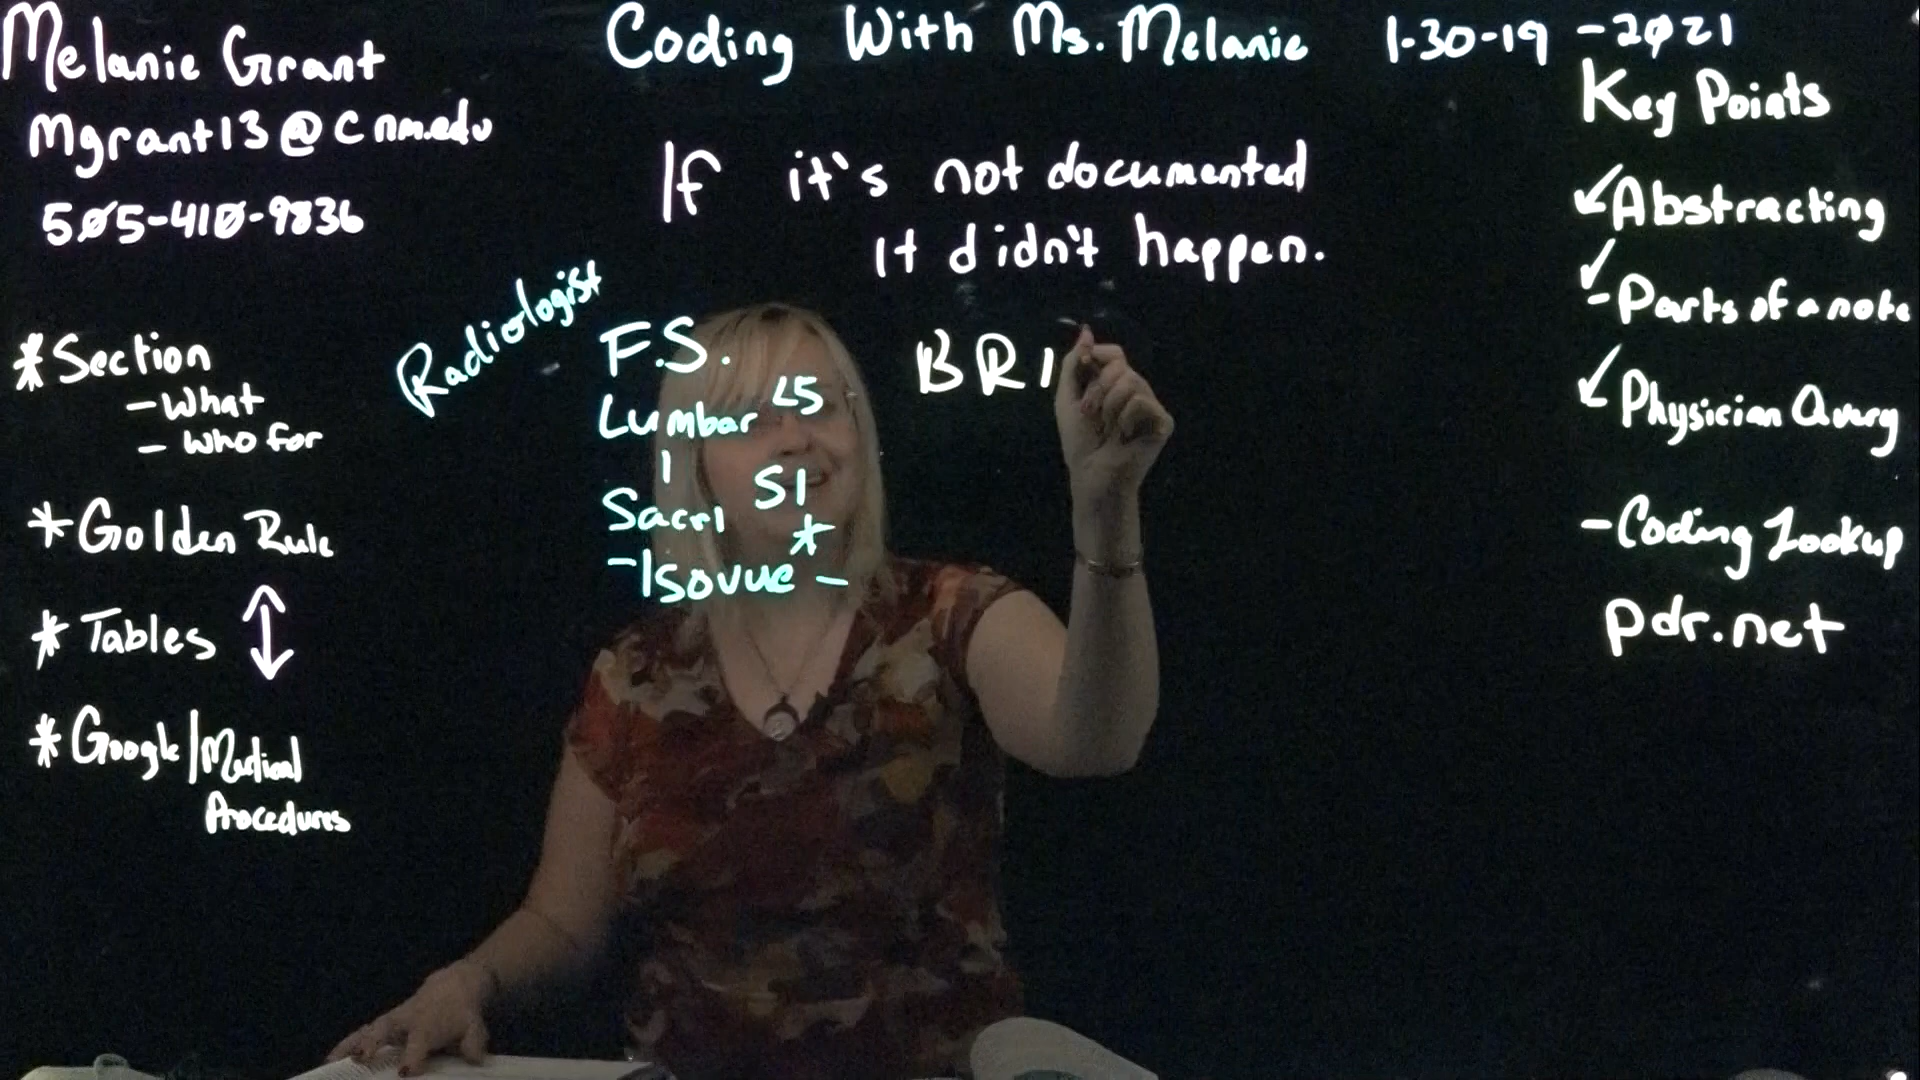 Melanie Grant
Mgrant13@cnm.edu
505-410-9836
Coding With Ms. Melanie
1-30-19 - 2021
If it's not documented
it didn't happen.
*Section
- What
- Who for
*Golden Rule
* Tables
*Google/Medical
Procedures
Radiologist
F.S.
Lumbar L5
Sacrl S1
*
-Isovue -
BRI
Key Points
✓Abstracting
✓
- Parts of a note
✓Physician Query
- Coding Lookup
pdr.net